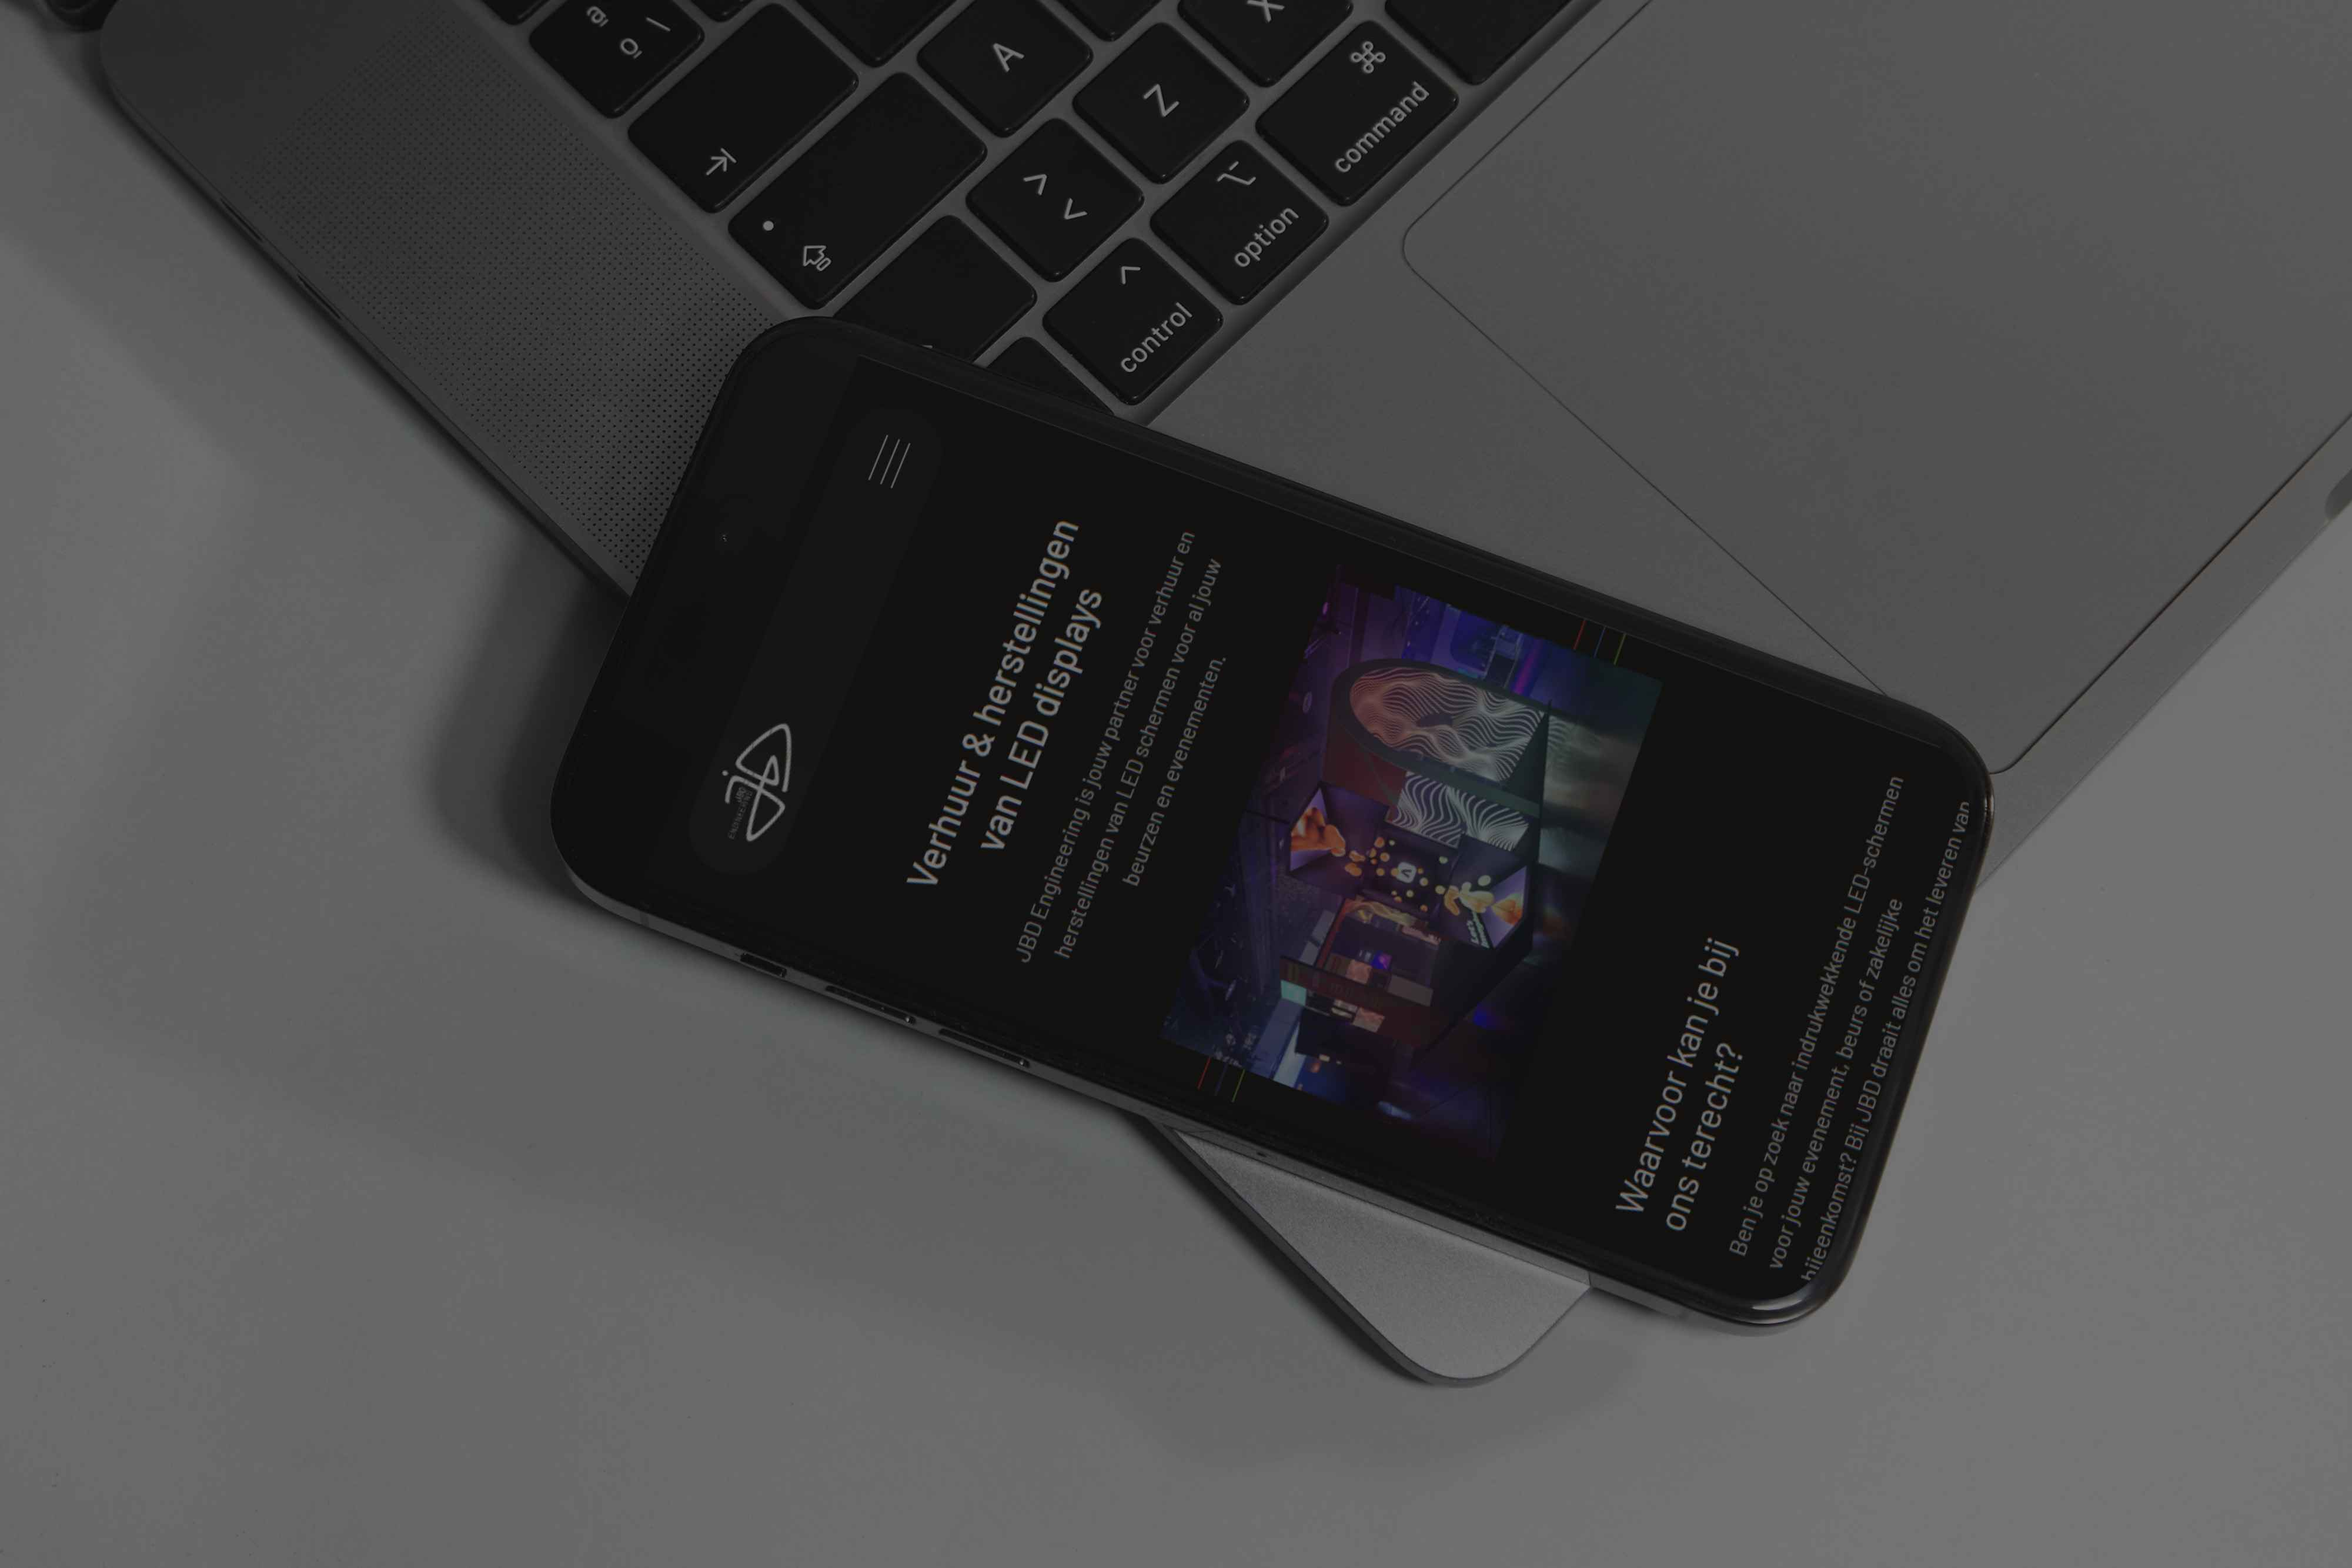 ª
º
\
A
Z
X
⌘
command
>
<
⌥
option
^
control
JBD
ENGINEERING
Verhuur & herstellingen
van LED displays
JBD Engineering is jouw partner voor verhuur en
herstellingen van LED schermen voor al jouw
beurzen en evenementen.
Waarvoor kan je bij
ons terecht?
Ben je op zoek naar indrukwekkende LED-schermen
voor jouw evenement, beurs of zakelijke
bijeenkomst? Bij JBD draait alles om het leveren van